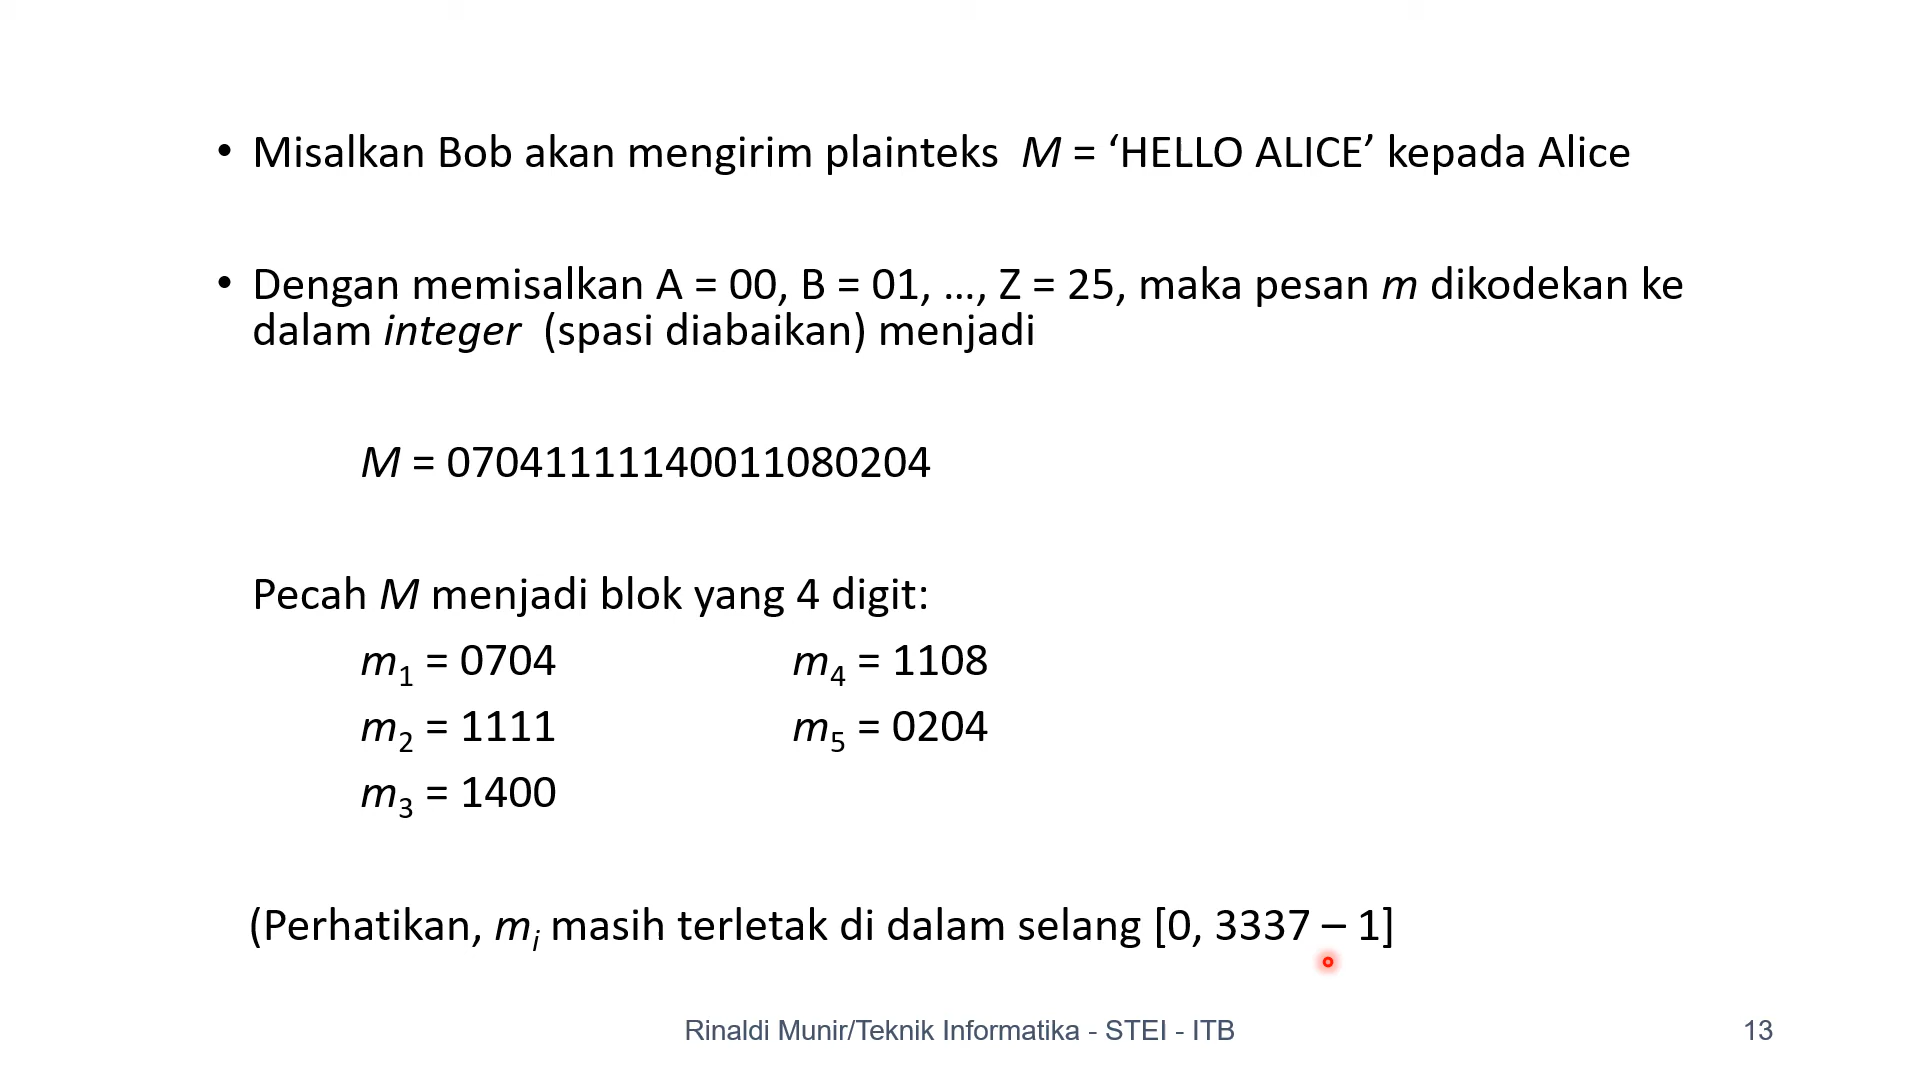 • Misalkan Bob akan mengirim plainteks M = ‘HELLO ALICE’ kepada Alice
• Dengan memisalkan A = 00, B = 01, …, Z = 25, maka pesan m dikodekan ke
dalam integer (spasi diabaikan) menjadi
M = 07041111140011080204
Pecah M menjadi blok yang 4 digit:
m₁ = 0704 m₄ = 1108
m₂ = 1111 m₅ = 0204
m₃ = 1400
(Perhatikan, mᵢ masih terletak di dalam selang [0, 3337 – 1]
Rinaldi Munir/Teknik Informatika - STEI - ITB 13